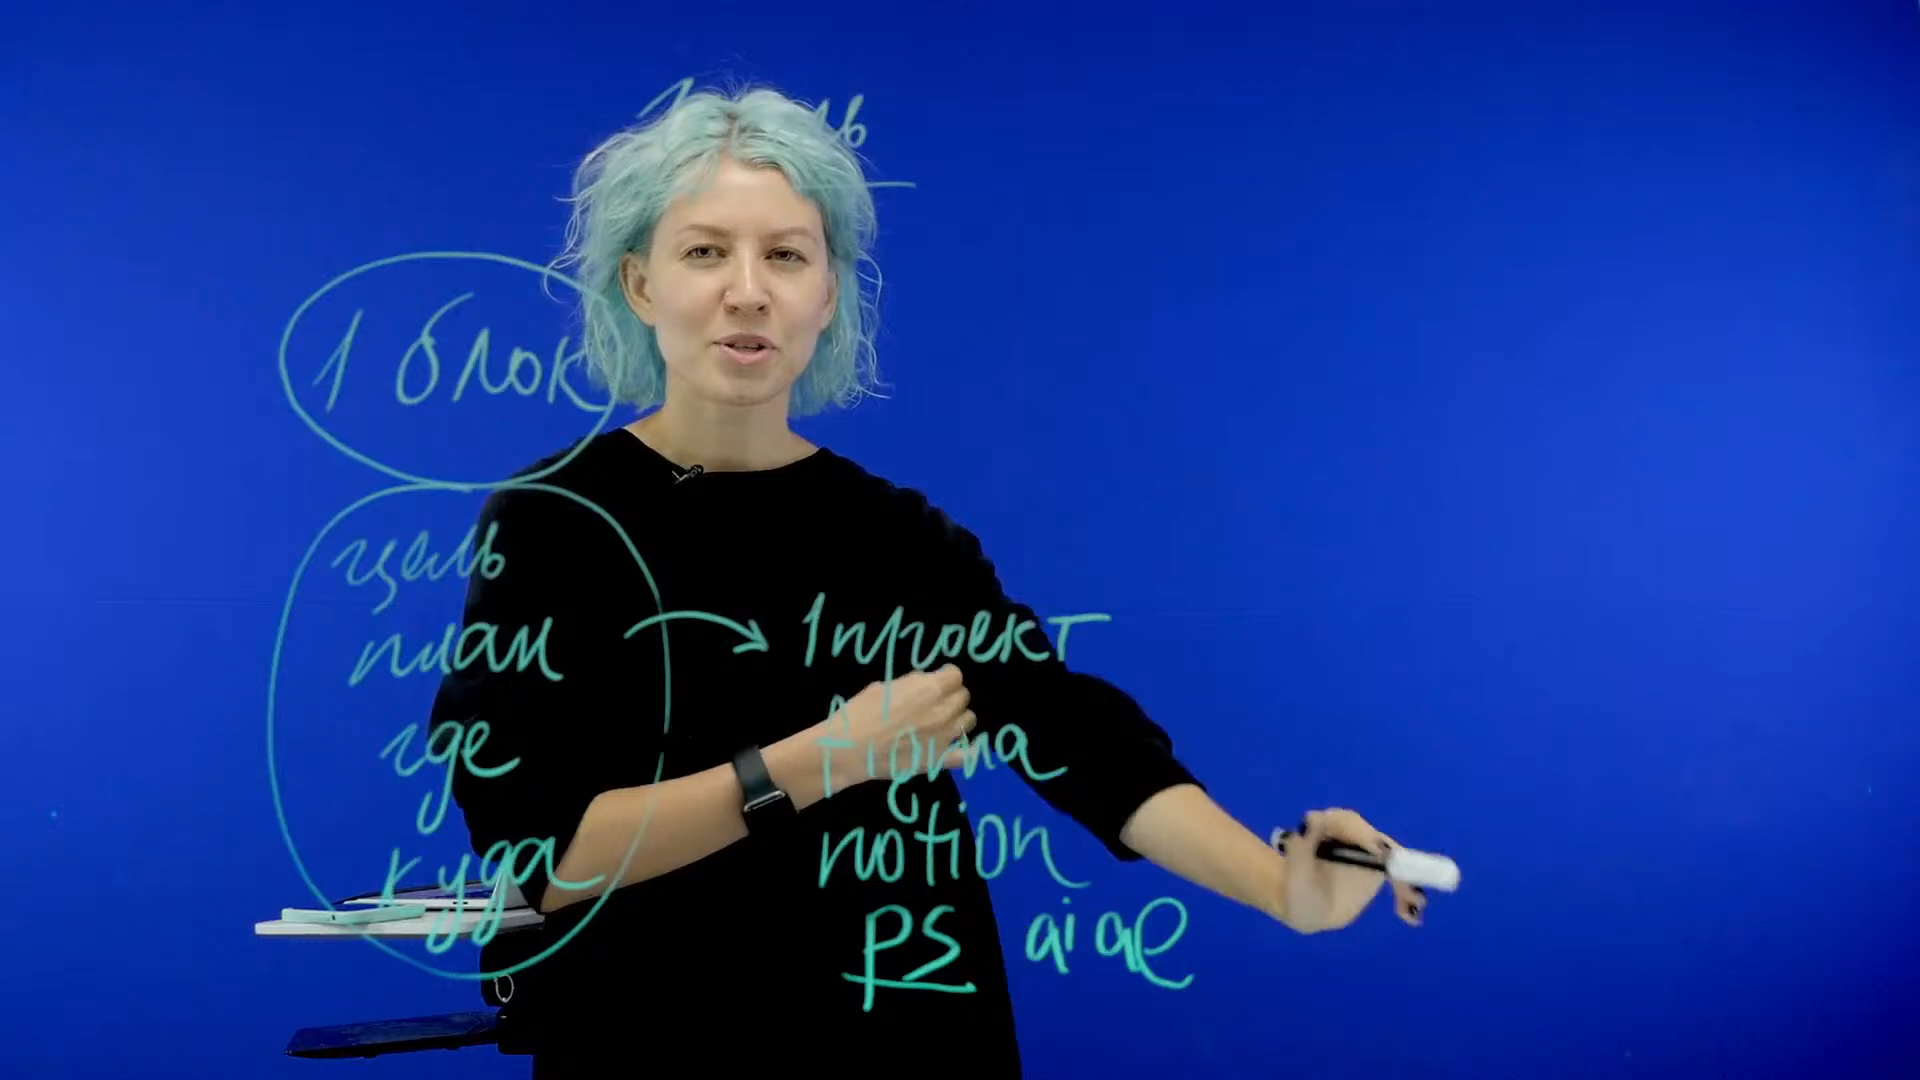 1 блок
цель
план
где
куда
1 проект
figma
notion
ps ai ae